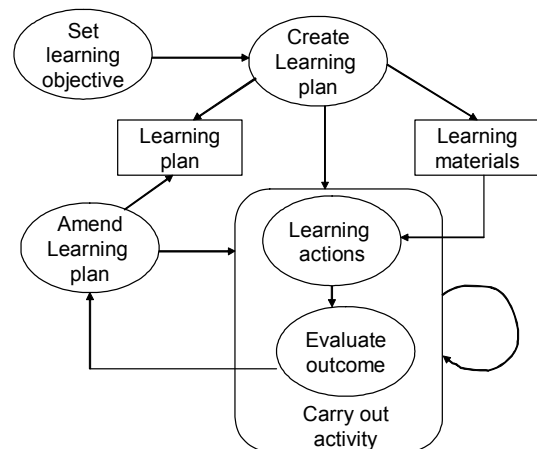 Set
learning
objective
Create
Learning
plan
Learning
plan
Learning
materials
Amend
Learning
plan
Learning
actions
Evaluate
outcome
Carry out
activity